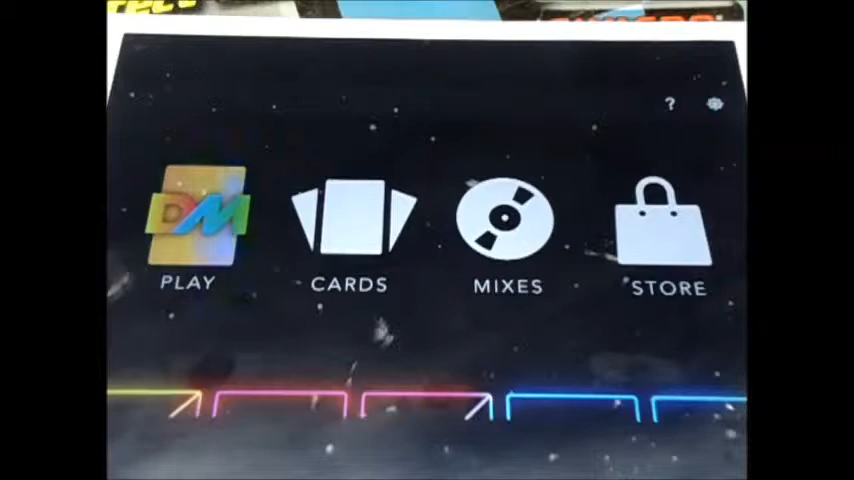 ?
DM
PLAY
CARDS
MIXES
STORE